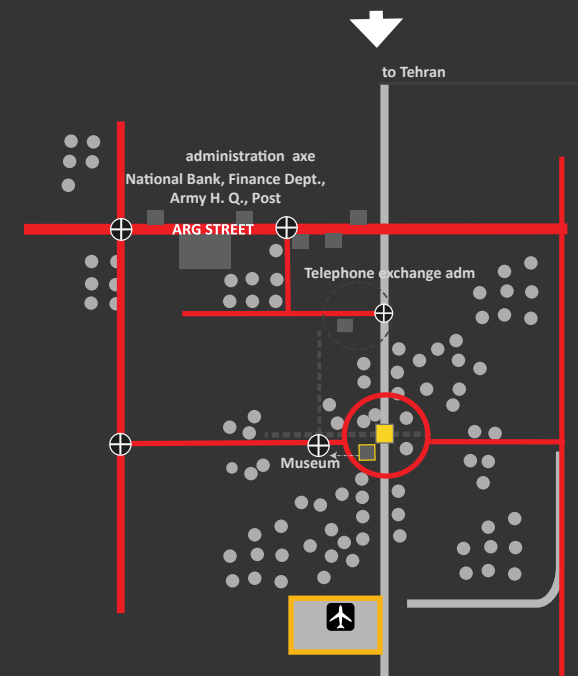 to Tehran
administration axe
National Bank, Finance Dept.,
Army H. Q., Post
ARG STREET
Telephone exchange adm
Museum